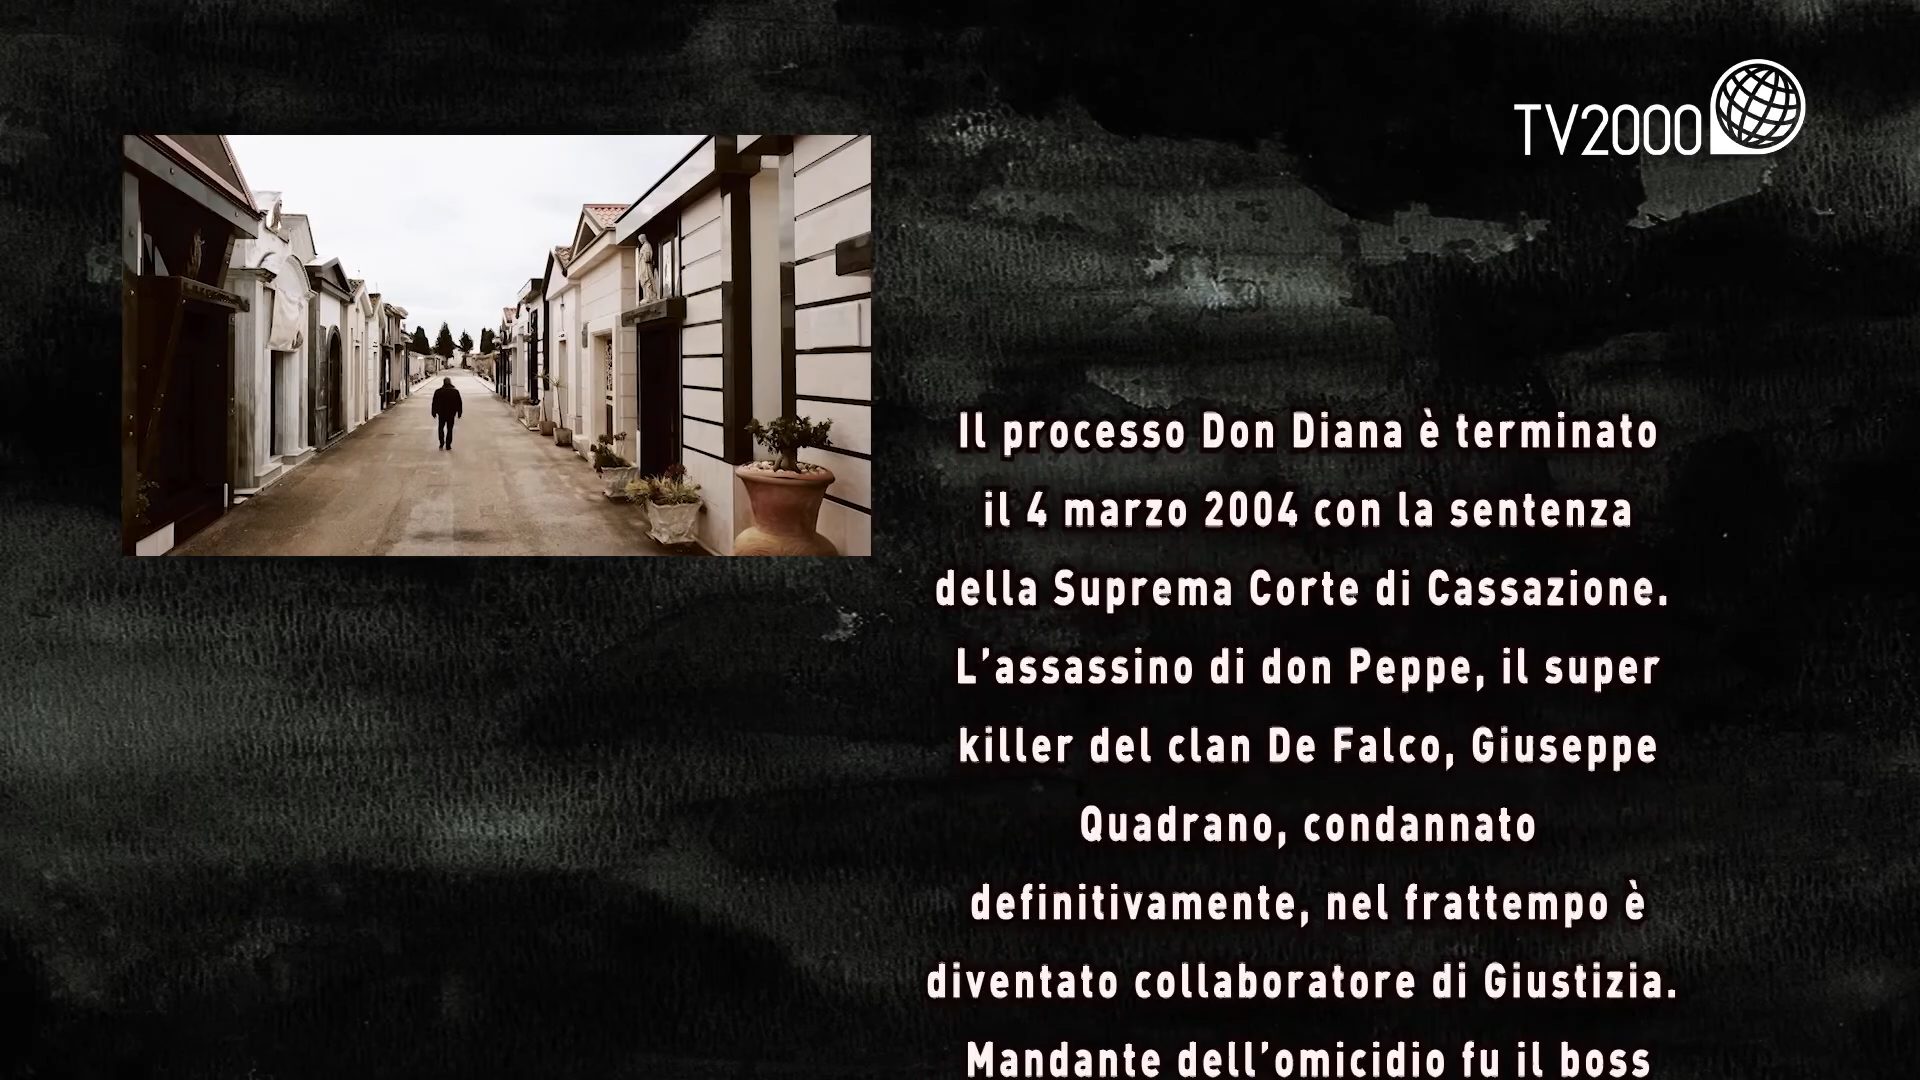 TV2000
Il processo Don Diana è terminato
il 4 marzo 2004 con la sentenza
della Suprema Corte di Cassazione.
L'assassino di don Peppe, il super
killer del clan De Falco, Giuseppe
Quadrano, condannato
definitivamente, nel frattempo è
diventato collaboratore di Giustizia.
Mandante dell'omicidio fu il boss